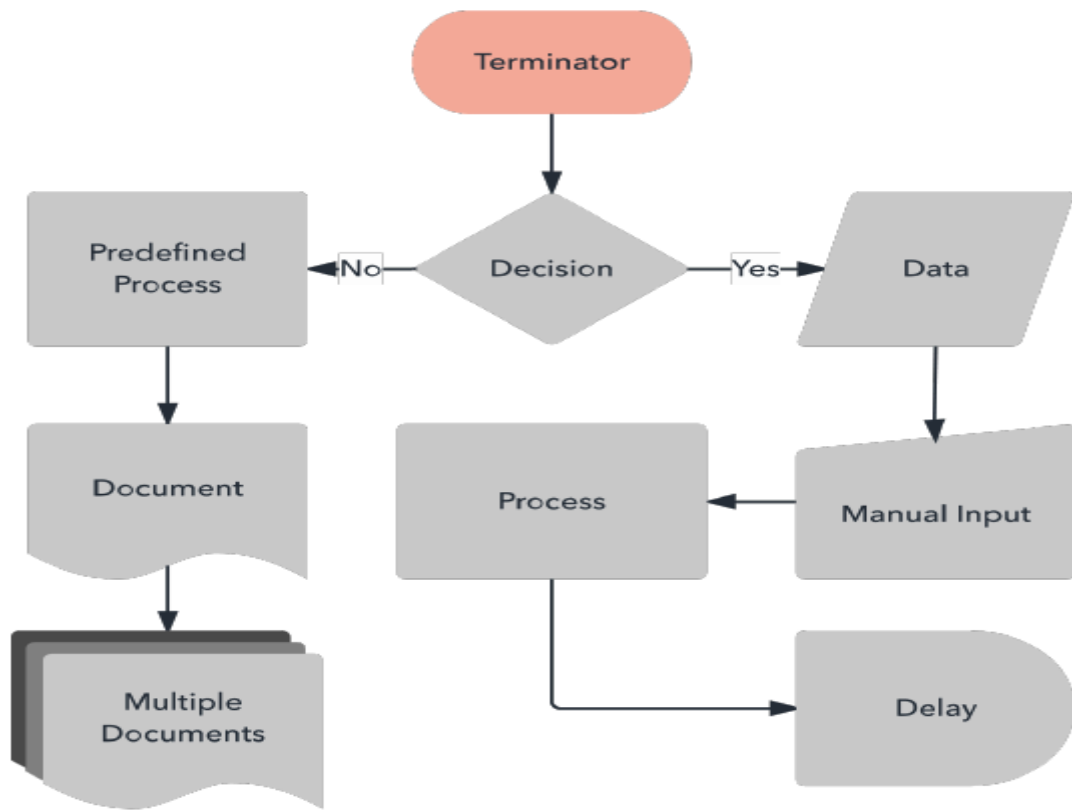 Terminator
Predefined
Process
No
Decision
Yes
Data
Document
Process
Manual Input
Multiple
Documents
Delay